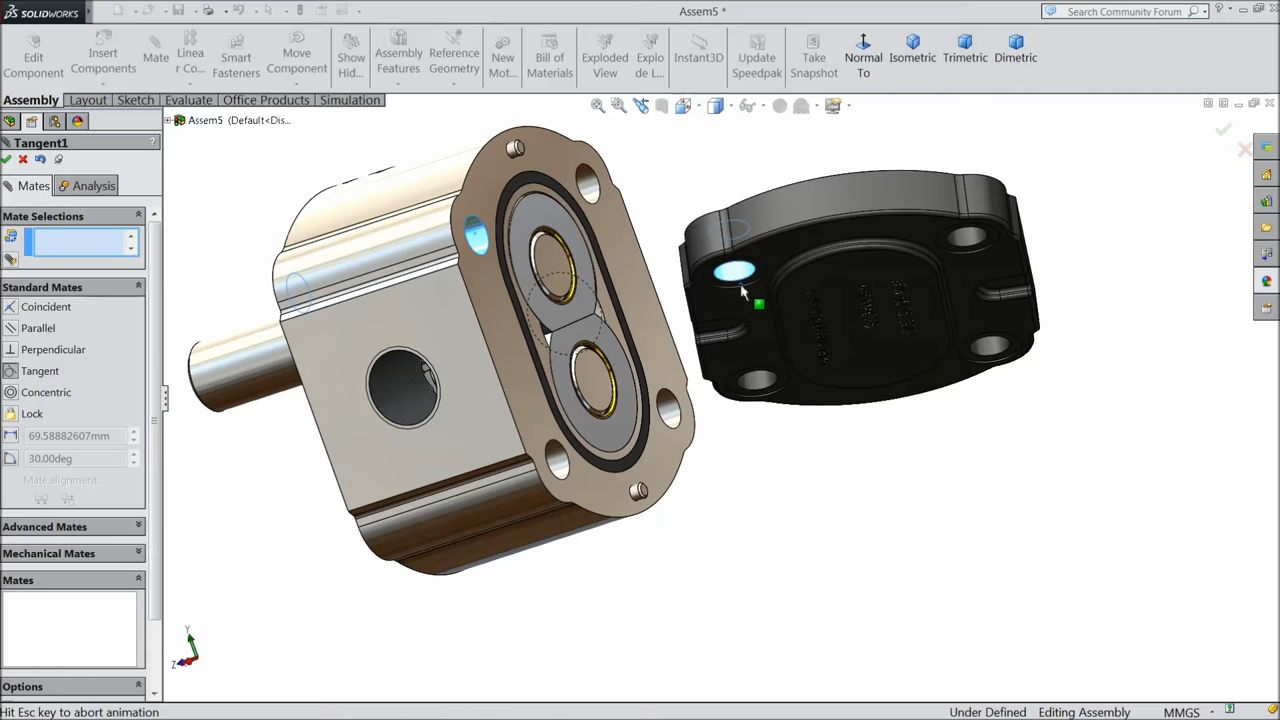 SOLIDWORKS
Assem5 *
Search Community Forum
Edit Component
Insert Components
Mate
Linea r Co...
Smart Fasteners
Move Component
Show Hid...
Assembly Features
Reference Geometry
New Mot...
Bill of Materials
Exploded View
Explo de L...
Instant3D
Update Speedpak
Take Snapshot
Normal To
Isometric
Trimetric
Dimetric
Assembly
Layout
Sketch
Evaluate
Office Products
Simulation
Assem5 (Default<Dis...
Tangent1
?
Mates
Analysis
Mate Selections
Standard Mates
Coincident
Parallel
Perpendicular
Tangent
Concentric
Lock
69.58882607mm
30.00deg
Mate alignment:
Advanced Mates
Mechanical Mates
Mates
Options
Y
Z
Hit Esc key to abort animation
Under Defined
Editing Assembly
MMGS